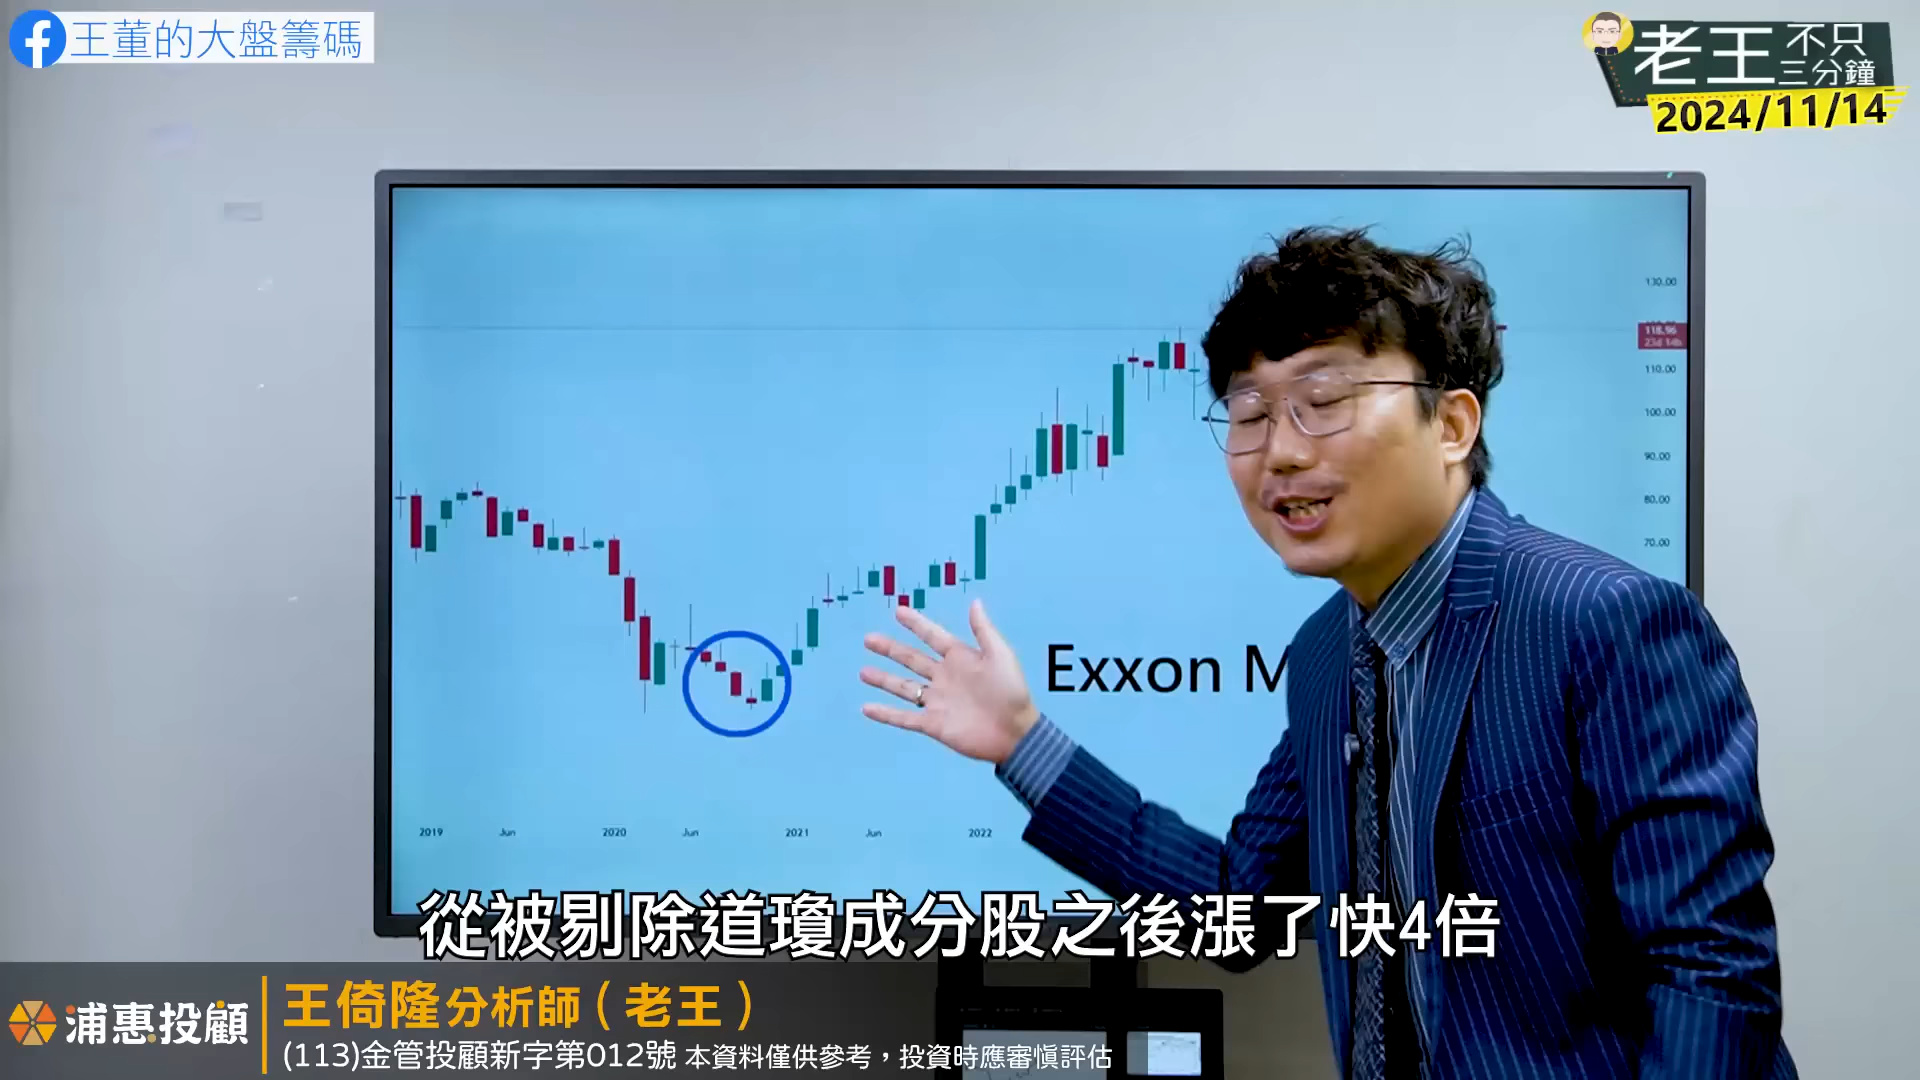 王董的大盤籌碼
老王不只三分鐘
2024/11/14
130.00
118.96
23d 14h
110.00
100.00
90.00
80.00
70.00
Exxon M
2019 Jun 2020 Jun 2021 Jun 2022
從被剔除道瓊成分股之後漲了快4倍
浦惠投顧
王倚隆分析師(老王)
(113)金管投顧新字第012號 本資料僅供參考，投資時應審慎評估